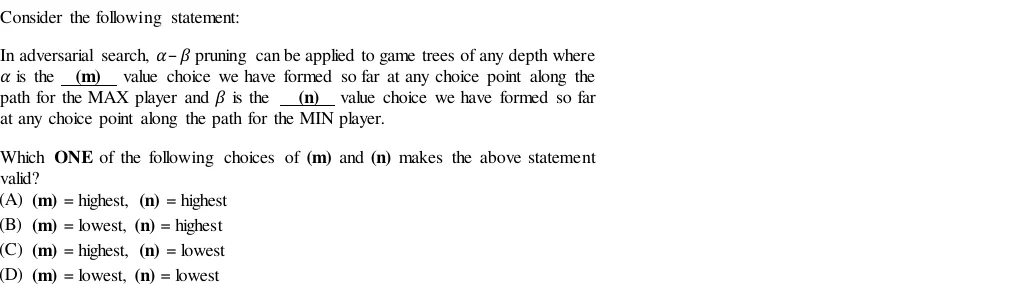 Consider the following statement:
In adversarial search, α−β pruning can be applied to game trees of any depth where
α is the (m) value choice we have formed so far at any choice point along the
path for the MAX player and β is the (n) value choice we have formed so far
at any choice point along the path for the MIN player.
Which ONE of the following choices of (m) and (n) makes the above statement
valid?
(A) (m) = highest, (n) = highest
(B) (m) = lowest, (n) = highest
(C) (m) = highest, (n) = lowest
(D) (m) = lowest, (n) = lowest